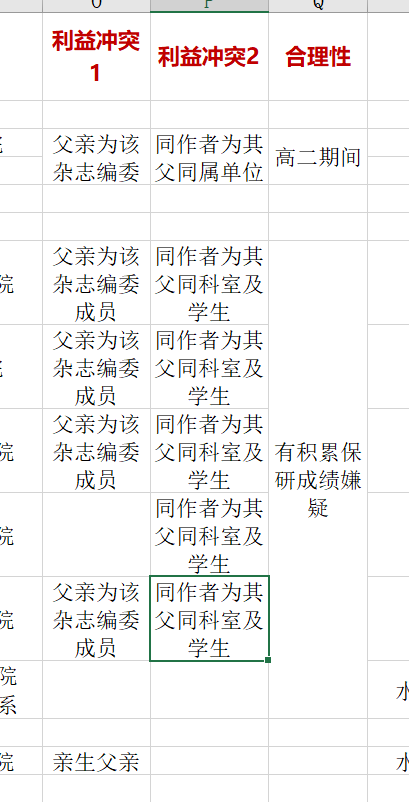 O P Q
利益冲突
1
利益冲突2
合理性
父亲为该
杂志编委
同作者为其
父同属单位
高二期间
院
父亲为该
杂志编委
成员
同作者为其
父同科室及
学生
父亲为该
杂志编委
成员
同作者为其
父同科室及
学生
院
父亲为该
杂志编委
成员
同作者为其
父同科室及
学生
有积累保
研成绩嫌
疑
院
同作者为其
父同科室及
学生
院
父亲为该
杂志编委
成员
同作者为其
父同科室及
学生
院
系
院
亲生父亲